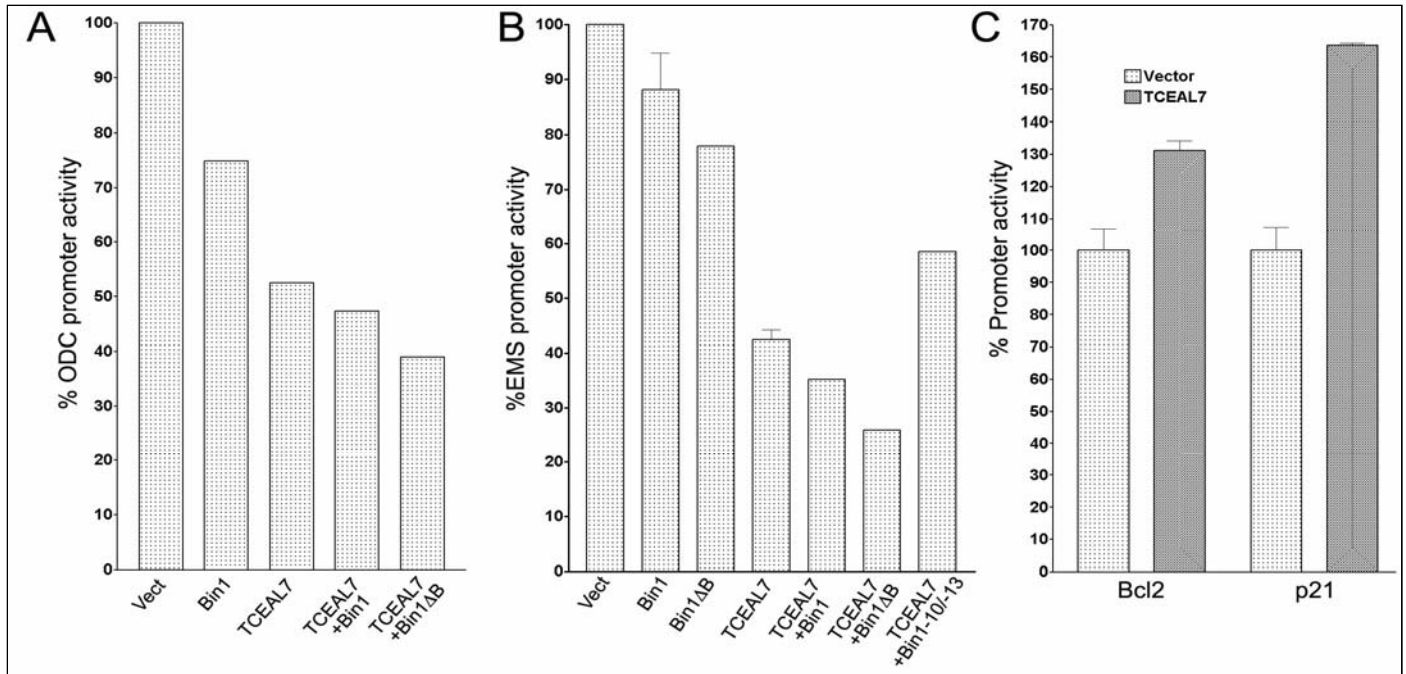 A
% ODC promoter activity
100
90
80
70
60
50
40
30
20
10
0
Vect
Bin1
TCEAL7
TCEAL7
+Bin1
TCEAL7
+Bin1ΔB
B
%EMS promoter activity
100
90
80
70
60
50
40
30
20
10
0
Vect
Bin1
Bin1ΔB
TCEAL7
TCEAL7
+Bin1
TCEAL7
+Bin1ΔB
TCEAL7
+Bin1-10/-13
C
% Promoter activity
170
160
150
140
130
120
110
100
90
80
70
60
50
40
30
20
10
0
Vector
TCEAL7
Bcl2
p21